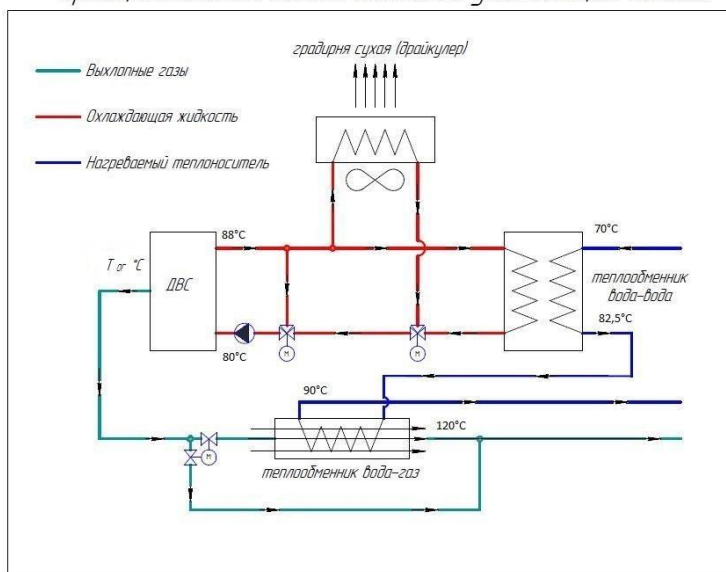 градирня сухая (драйкулер)
Выхлопные газы
Охлаждающая жидкость
Нагреваемый теплоноситель
88°C
70°C
Т ог °С
ДВС
теплообменник
вода-вода
82,5°C
M
M
80°C
90°C
120°C
M
теплообменник вода-газ